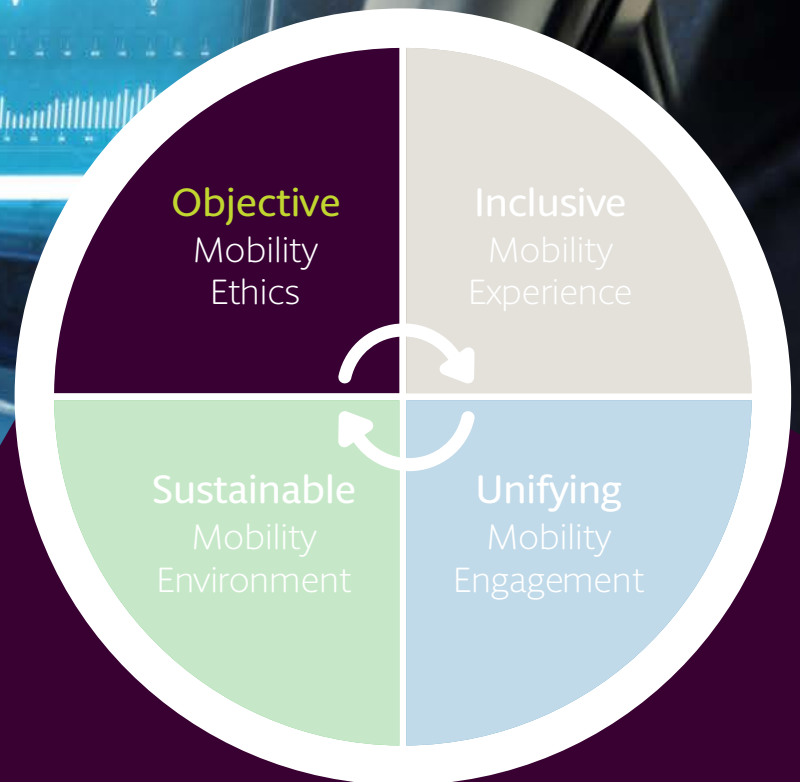 Objective
Mobility
Ethics
Inclusive
Mobility
Experience
Sustainable
Mobility
Environment
Unifying
Mobility
Engagement